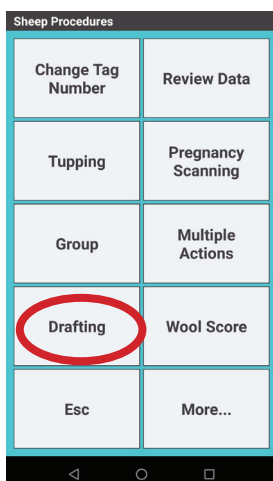 Sheep Procedures
Change Tag
Number
Review Data
Tupping
Pregnancy
Scanning
Group
Multiple
Actions
Drafting
Wool Score
Esc
More...